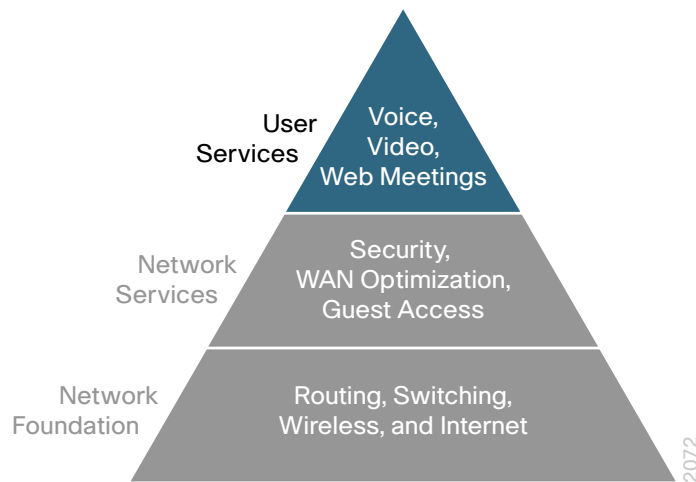 User
Services
Voice,
Video,
Web Meetings
Network
Services
Security,
WAN Optimization,
Guest Access
Network
Foundation
Routing, Switching,
Wireless, and Internet
2072